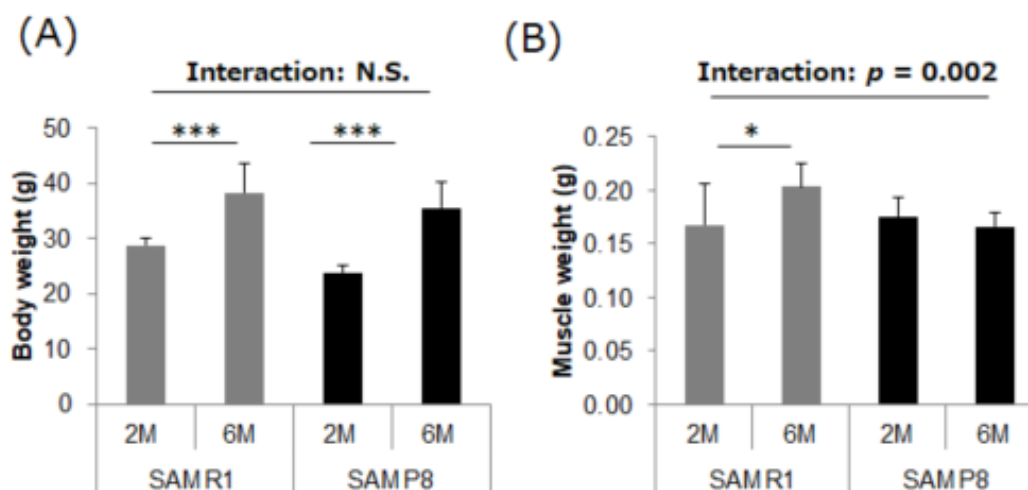 (A)
Interaction: N.S.
*** ***
50
40
30
20
10
0
Body weight (g)
2M 6M 2M 6M
SAMR1 SAMP8
(B)
Interaction: p = 0.002
*
0.25
0.20
0.15
0.10
0.05
0.00
Muscle weight (g)
2M 6M 2M 6M
SAMR1 SAMP8